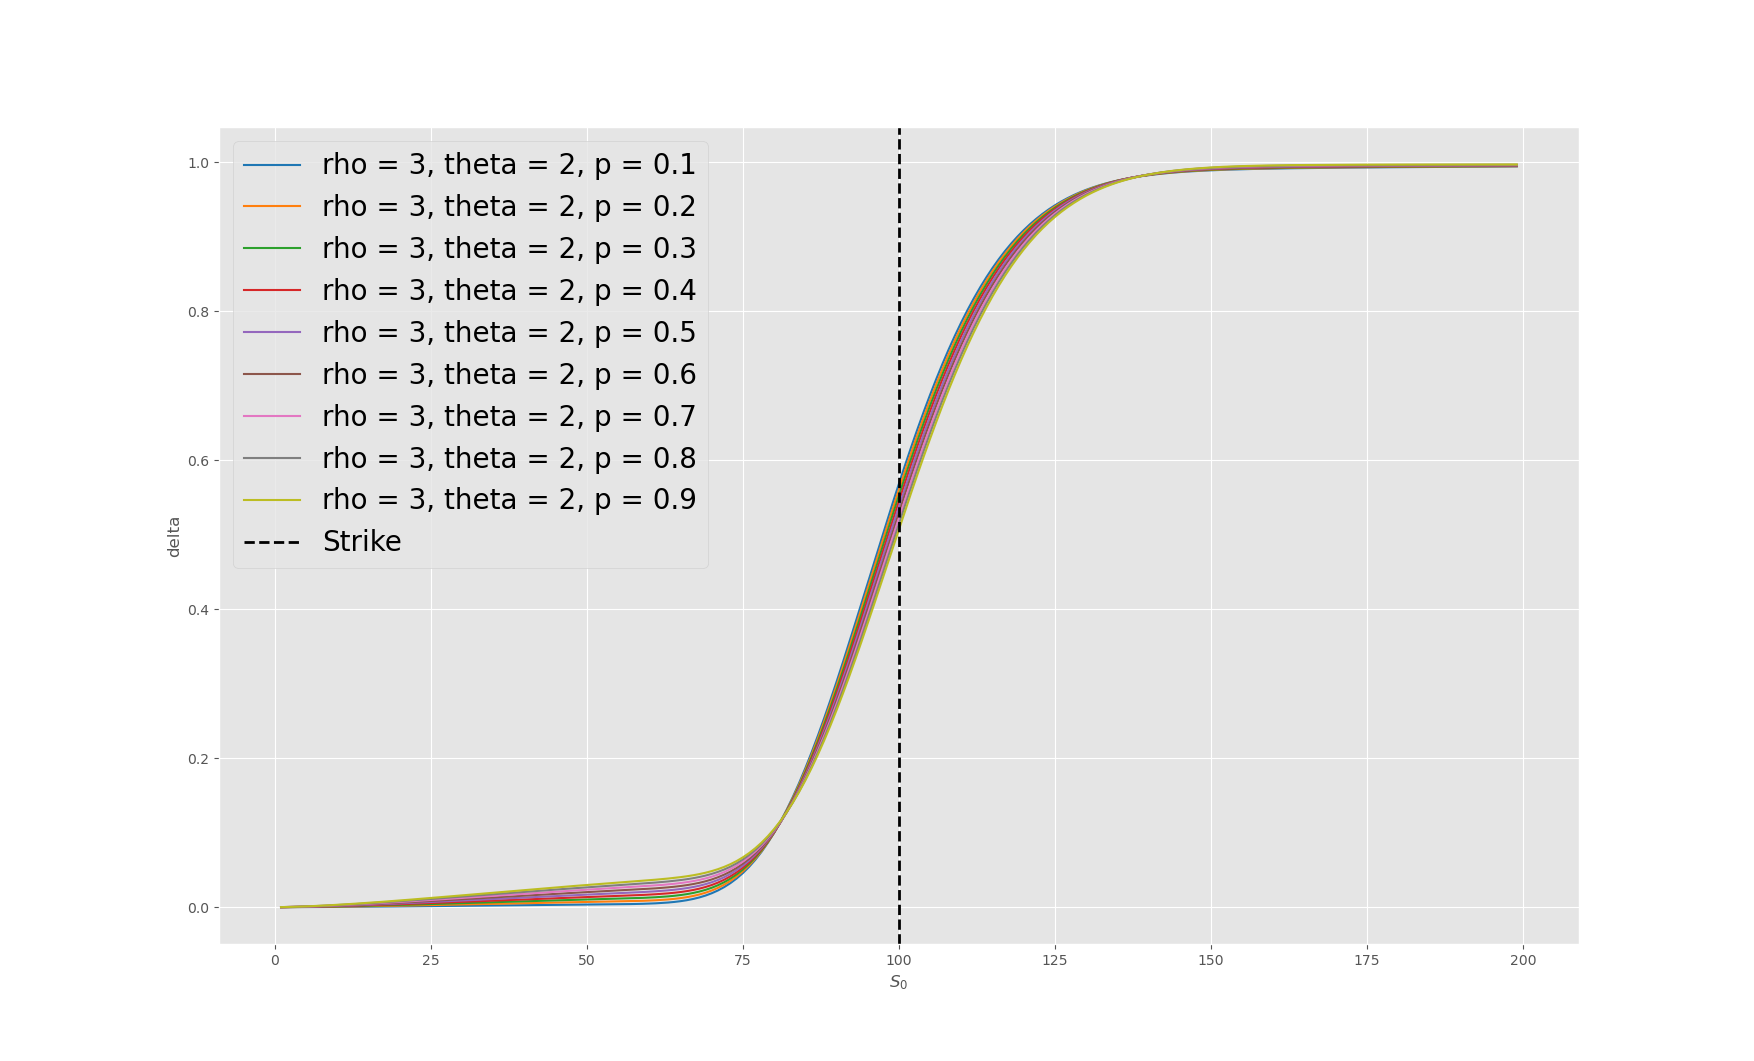 1.0
0.8
0.6
0.4
0.2
0.0
delta
rho = 3, theta = 2, p = 0.1
rho = 3, theta = 2, p = 0.2
rho = 3, theta = 2, p = 0.3
rho = 3, theta = 2, p = 0.4
rho = 3, theta = 2, p = 0.5
rho = 3, theta = 2, p = 0.6
rho = 3, theta = 2, p = 0.7
rho = 3, theta = 2, p = 0.8
rho = 3, theta = 2, p = 0.9
Strike
0 25 50 75 100 125 150 175 200
S₀